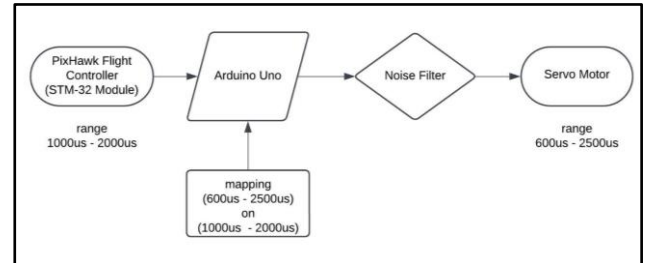 PixHawk Flight
Controller
(STM-32 Module)
range
1000us - 2000us
Arduino Uno
mapping
(600us - 2500us)
on
(1000us - 2000us)
Noise Filter
Servo Motor
range
600us - 2500us